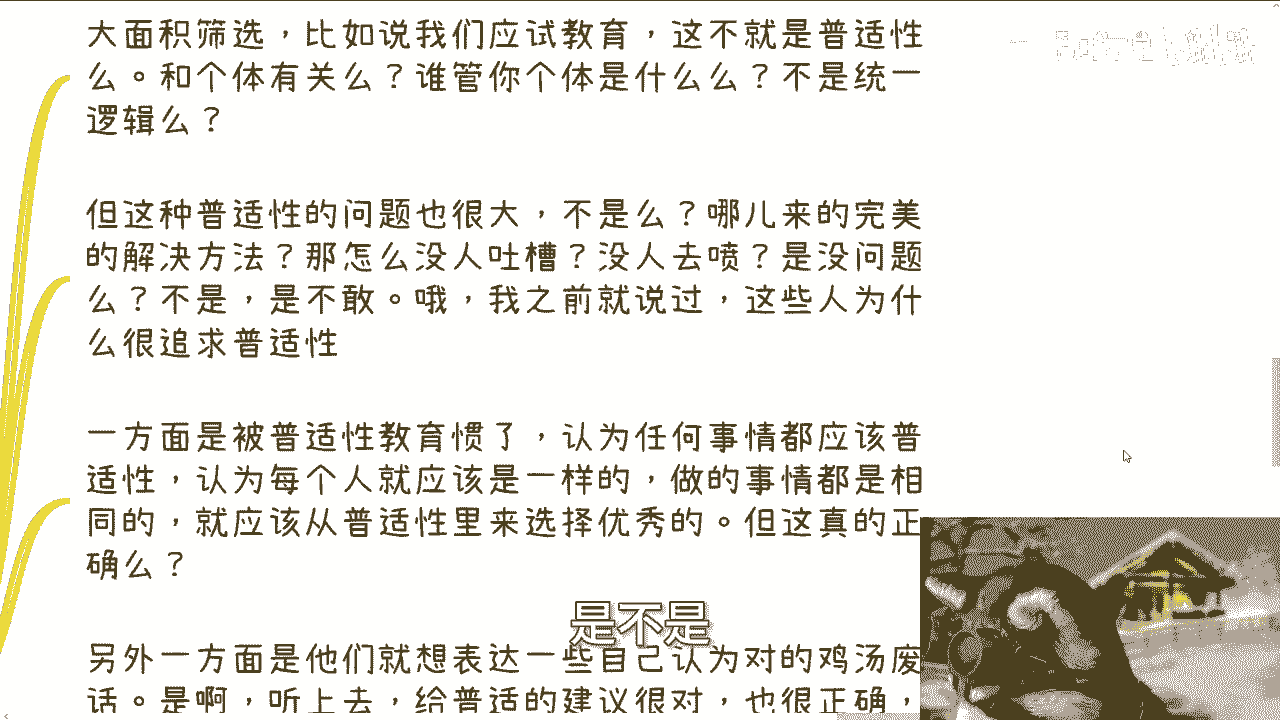 大面积筛选，比如说我们应试教育，这不就是普适性
么。和个体有关么？谁管你个体是什么么？不是统一
逻辑么？
但这种普适性的问题也很大，不是么？哪儿来的完美
的解决方法？那怎么没人吐槽？没人去喷？是没问题
么？不是，是不敢。哦，我之前就说过，这些人为什
么很追求普适性
一方面是被普适性教育惯了，认为任何事情都应该普
适性，认为每个人就应该是一样的，做的事情都是相
同的，就应该从普适性里来选择优秀的。但这真的正
确么？
是不是
另外一方面是他们就想表达一些自己认为对的鸡汤废
话。是啊，听上去，给普适的建议很对，也很正确，